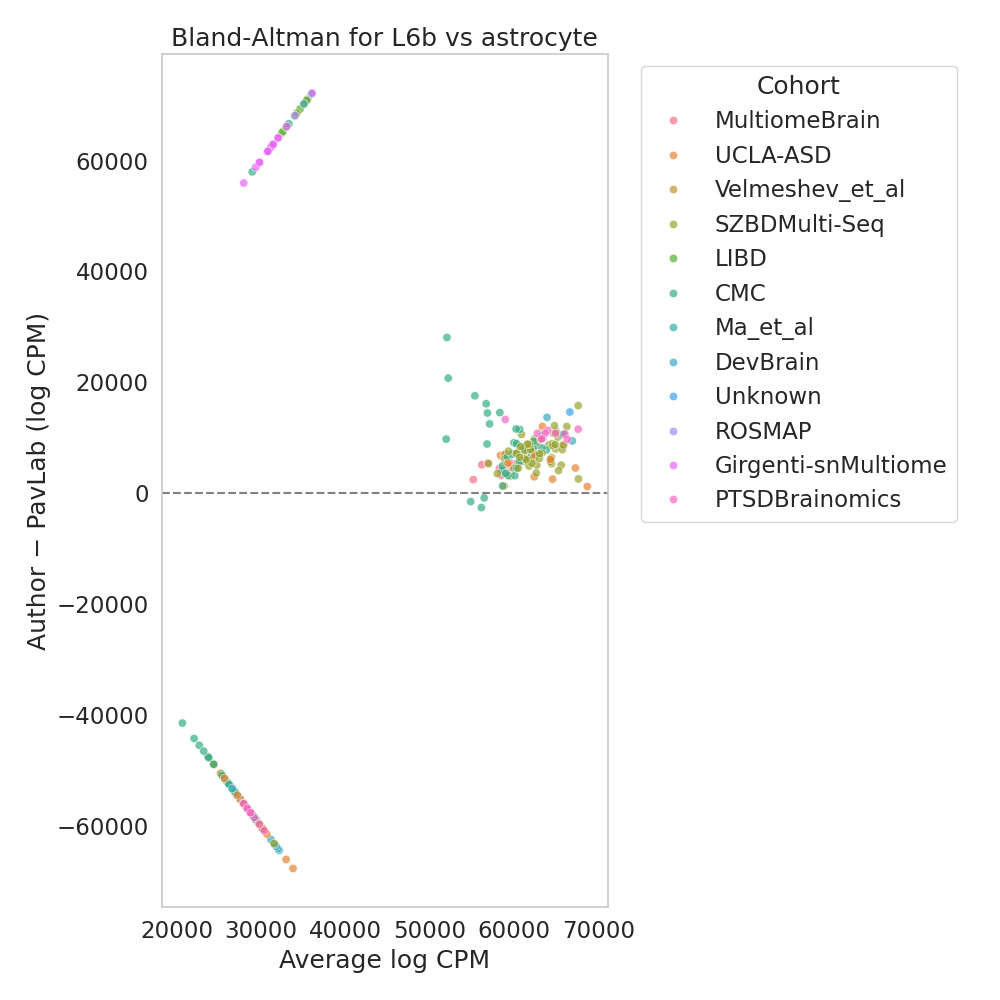 Bland-Altman for L6b vs astrocyte
Author − PavLab (log CPM)
60000
40000
20000
0
−20000
−40000
−60000
20000 30000 40000 50000 60000 70000
Average log CPM
Cohort
MultiomeBrain
UCLA-ASD
Velmeshev_et_al
SZBDMulti-Seq
LIBD
CMC
Ma_et_al
DevBrain
Unknown
ROSMAP
Girgenti-snMultiome
PTSDBrainomics